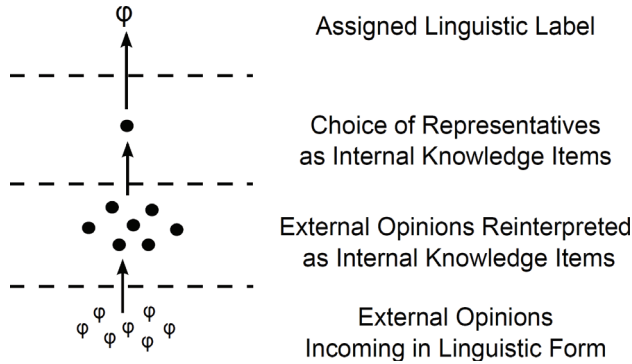 φ
Assigned Linguistic Label
Choice of Representatives
as Internal Knowledge Items
External Opinions Reinterpreted
as Internal Knowledge Items
φ φ φ φ φ φ φ
External Opinions
Incoming in Linguistic Form